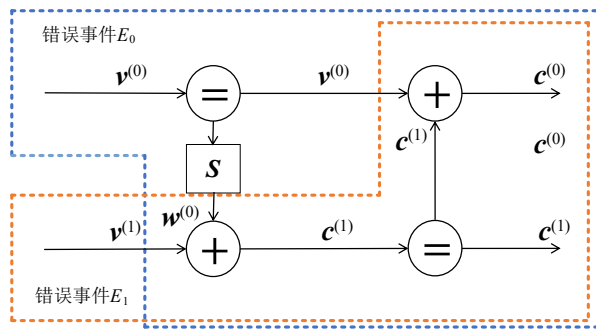 错误事件E₀
v⁽⁰⁾ = v⁽⁰⁾ + c⁽⁰⁾
c⁽¹⁾ c⁽⁰⁾
S
w⁽⁰⁾
v⁽¹⁾ + c⁽¹⁾ = c⁽¹⁾
错误事件E₁